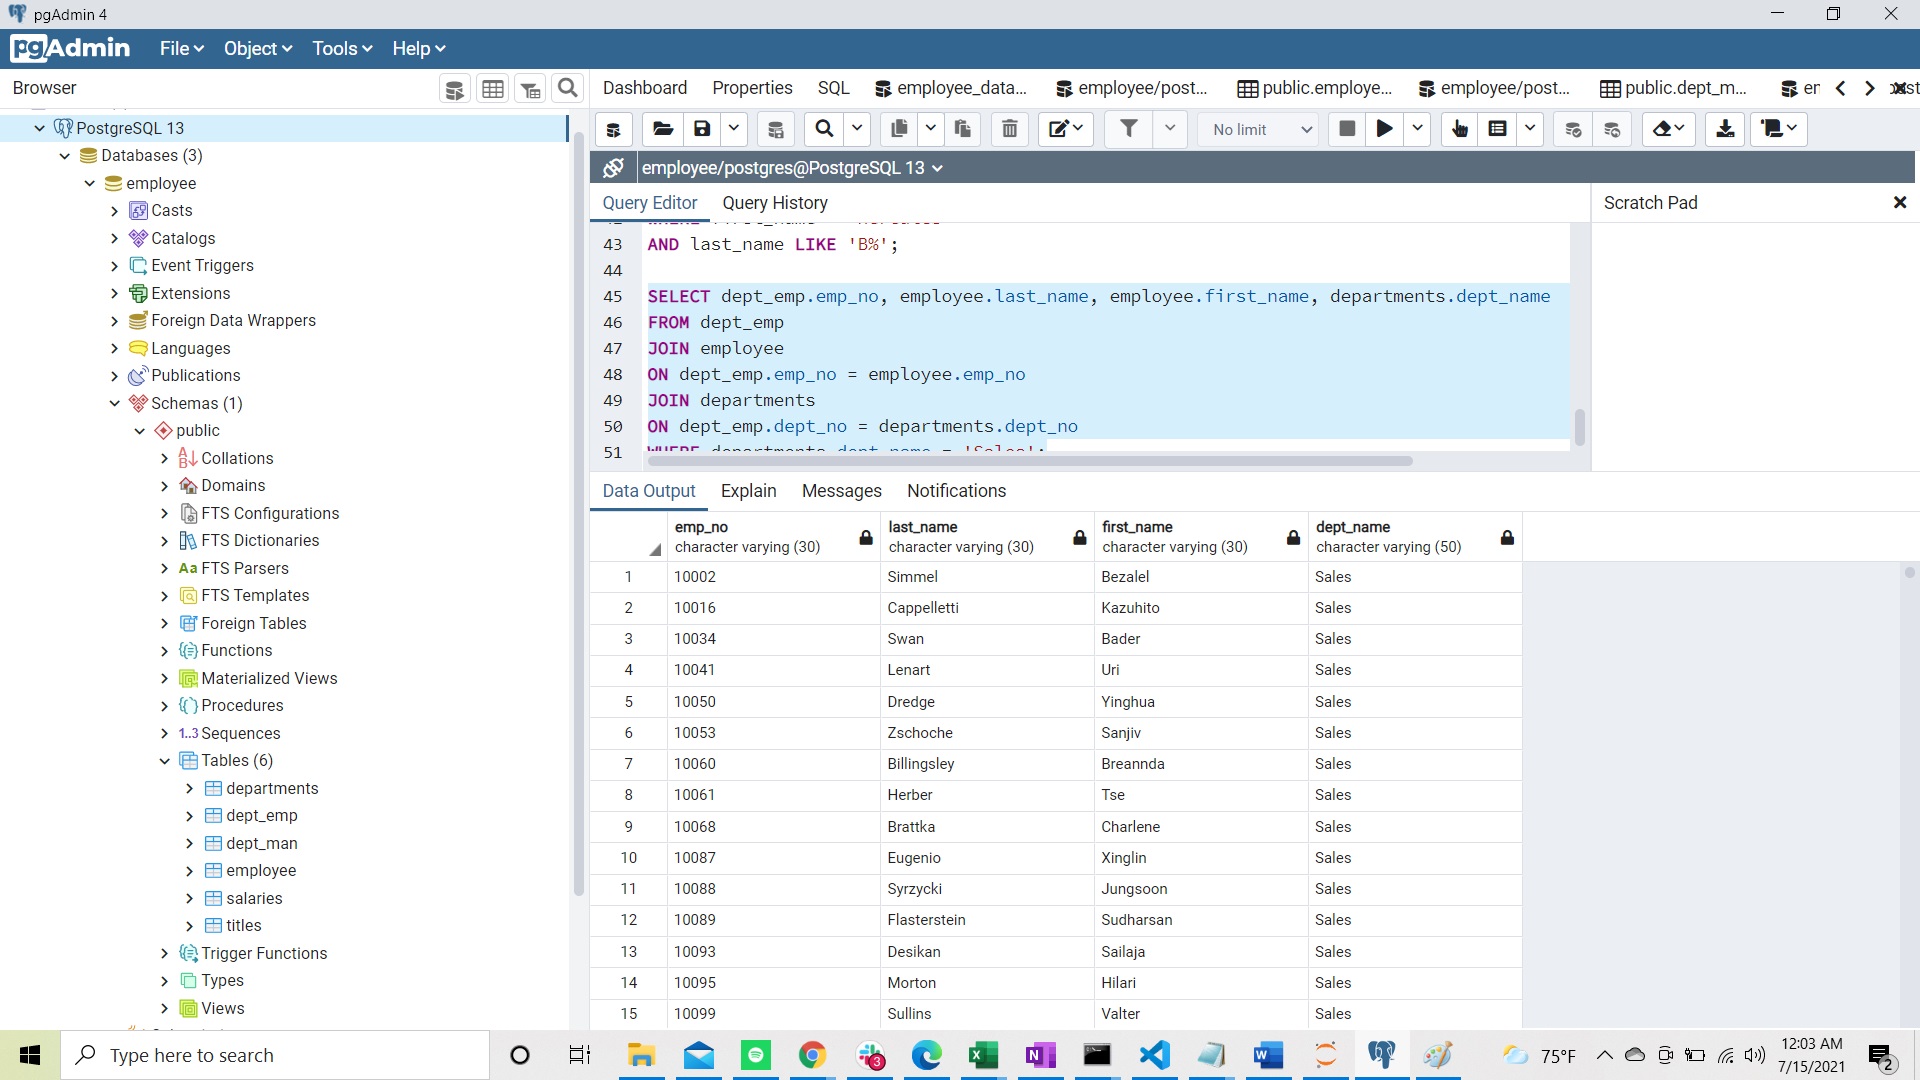 pgAdmin 4
pgAdmin File Object Tools Help
Browser
Dashboard Properties SQL employee_data... employee/post... public.employe... employee/post... public.dept_m... er
No limit
employee/postgres@PostgreSQL 13
Query Editor Query History
Scratch Pad
43 AND last_name LIKE 'B%';
44
45 SELECT dept_emp.emp_no, employee.last_name, employee.first_name, departments.dept_name
46 FROM dept_emp
47 JOIN employee
48 ON dept_emp.emp_no = employee.emp_no
49 JOIN departments
50 ON dept_emp.dept_no = departments.dept_no
51 WHERE departments.dept_name = 'Sales';
PostgreSQL 13
Databases (3)
employee
Casts
Catalogs
Event Triggers
Extensions
Foreign Data Wrappers
Languages
Publications
Schemas (1)
public
Collations
Domains
FTS Configurations
FTS Dictionaries
FTS Parsers
FTS Templates
Foreign Tables
Functions
Materialized Views
Procedures
1..3 Sequences
Tables (6)
departments
dept_emp
dept_man
employee
salaries
titles
Trigger Functions
Types
Views
Data Output Explain Messages Notifications
emp_no last_name first_name dept_name
character varying (30) character varying (30) character varying (30) character varying (50)
1 10002 Simmel Bezalel Sales
2 10016 Cappelletti Kazuhito Sales
3 10034 Swan Bader Sales
4 10041 Lenart Uri Sales
5 10050 Dredge Yinghua Sales
6 10053 Zschoche Sanjiv Sales
7 10060 Billingsley Breannda Sales
8 10061 Herber Tse Sales
9 10068 Brattka Charlene Sales
10 10087 Eugenio Xinglin Sales
11 10088 Syrzycki Jungsoon Sales
12 10089 Flasterstein Sudharsan Sales
13 10093 Desikan Sailaja Sales
14 10095 Morton Hilari Sales
15 10099 Sullins Valter Sales
Type here to search
75°F
12:03 AM
7/15/2021